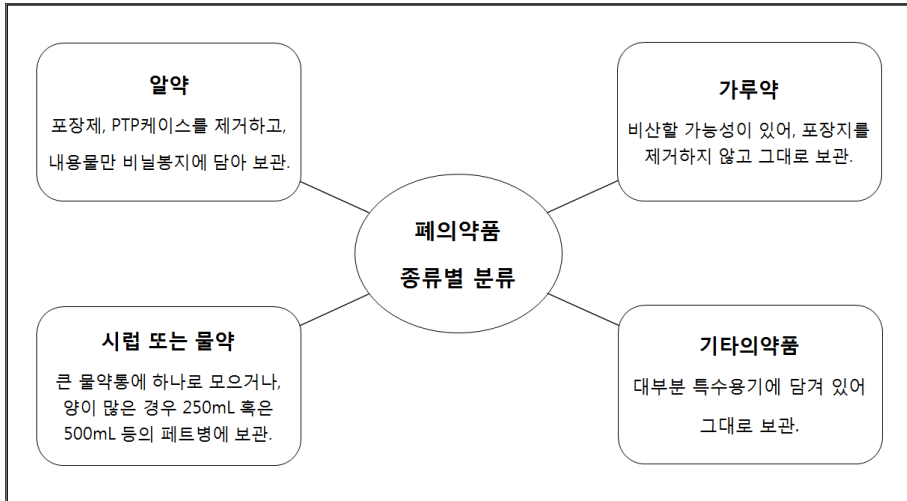 알약
포장제, PTP케이스를 제거하고,
내용물만 비닐봉지에 담아 보관.
가루약
비산할 가능성이 있어, 포장지를
제거하지 않고 그대로 보관.
폐의약품
종류별 분류
시럽 또는 물약
큰 물약통에 하나로 모으거나,
양이 많은 경우 250mL 혹은
500mL 등의 페트병에 보관.
기타의약품
대부분 특수용기에 담겨 있어
그대로 보관.